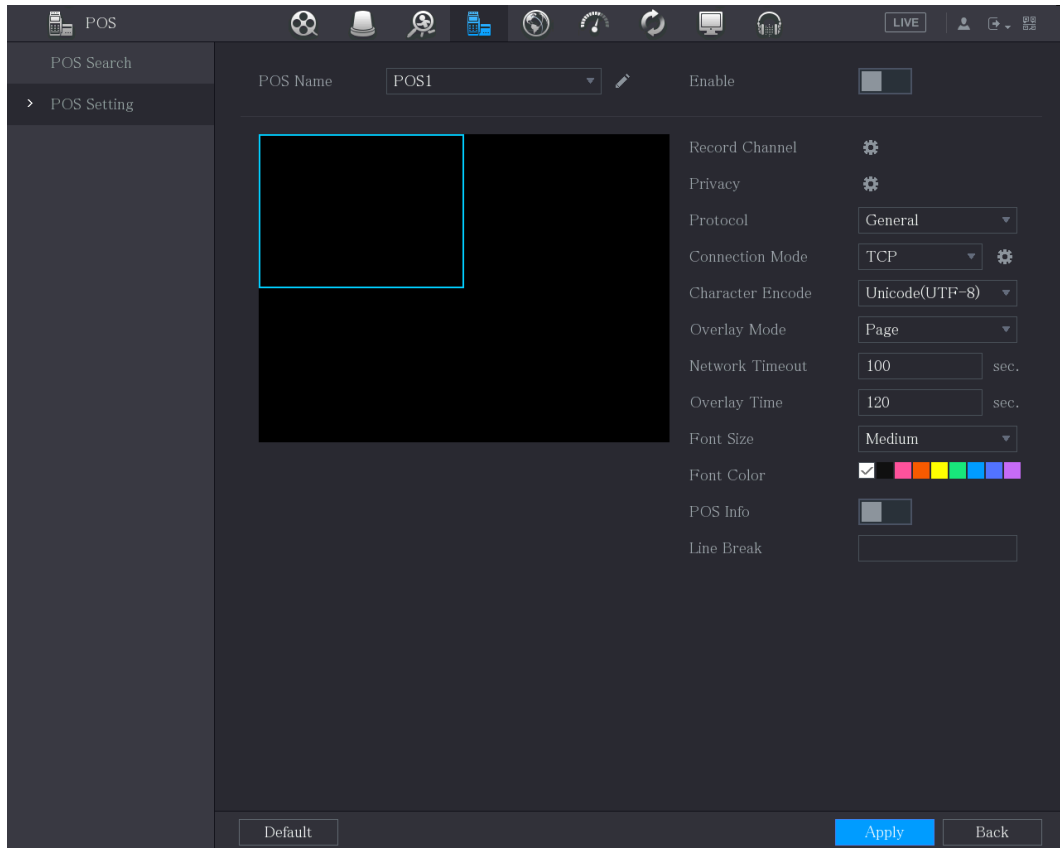 POS
LIVE
POS Search
POS Setting
POS Name POS1 Enable
Record Channel
Privacy
Protocol General
Connection Mode TCP
Character Encode Unicode(UTF-8)
Overlay Mode Page
Network Timeout 100 sec.
Overlay Time 120 sec.
Font Size Medium
Font Color
POS Info
Line Break
Default Apply Back